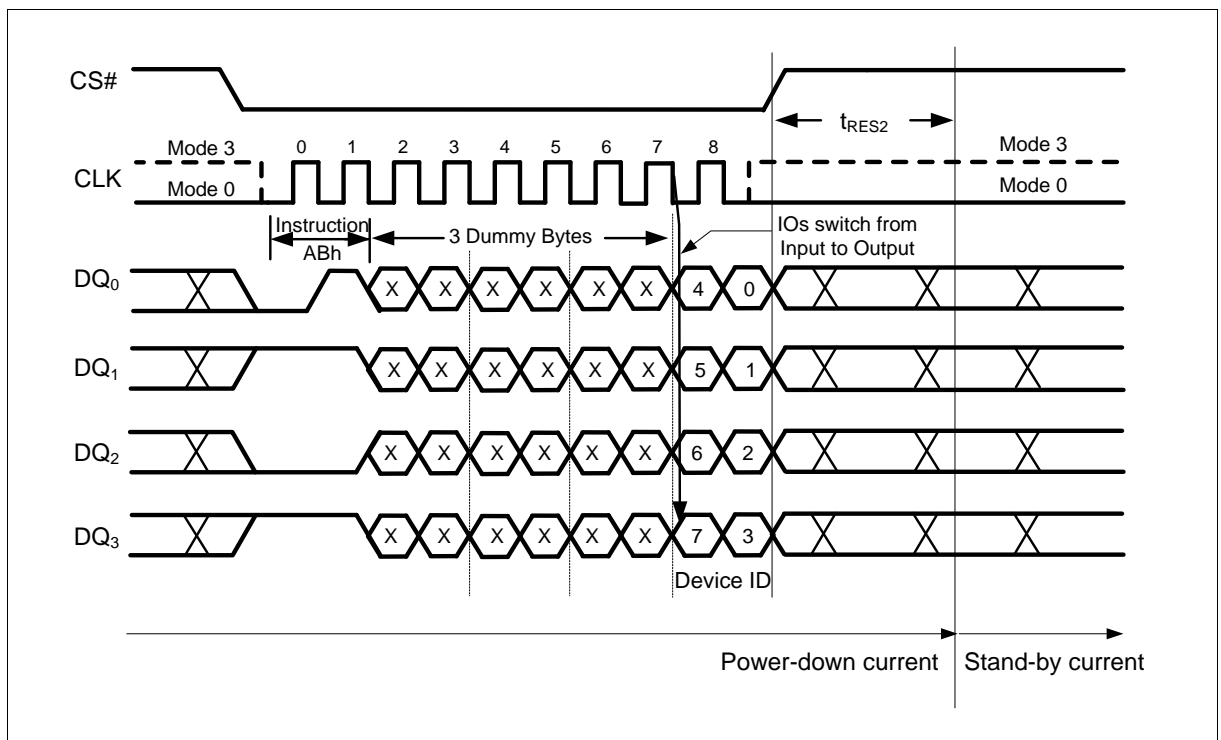 CS#
tRES2
0 1 2 3 4 5 6 7 8
Mode 3
Mode 3
CLK
Mode 0
Mode 0
Instruction
ABh
3 Dummy Bytes
IOs switch from
Input to Output
DQ0
X X X X X X 4 0
DQ1
X X X X X X 5 1
DQ2
X X X X X X 6 2
DQ3
X X X X X X 7 3
Device ID
Power-down current
Stand-by current